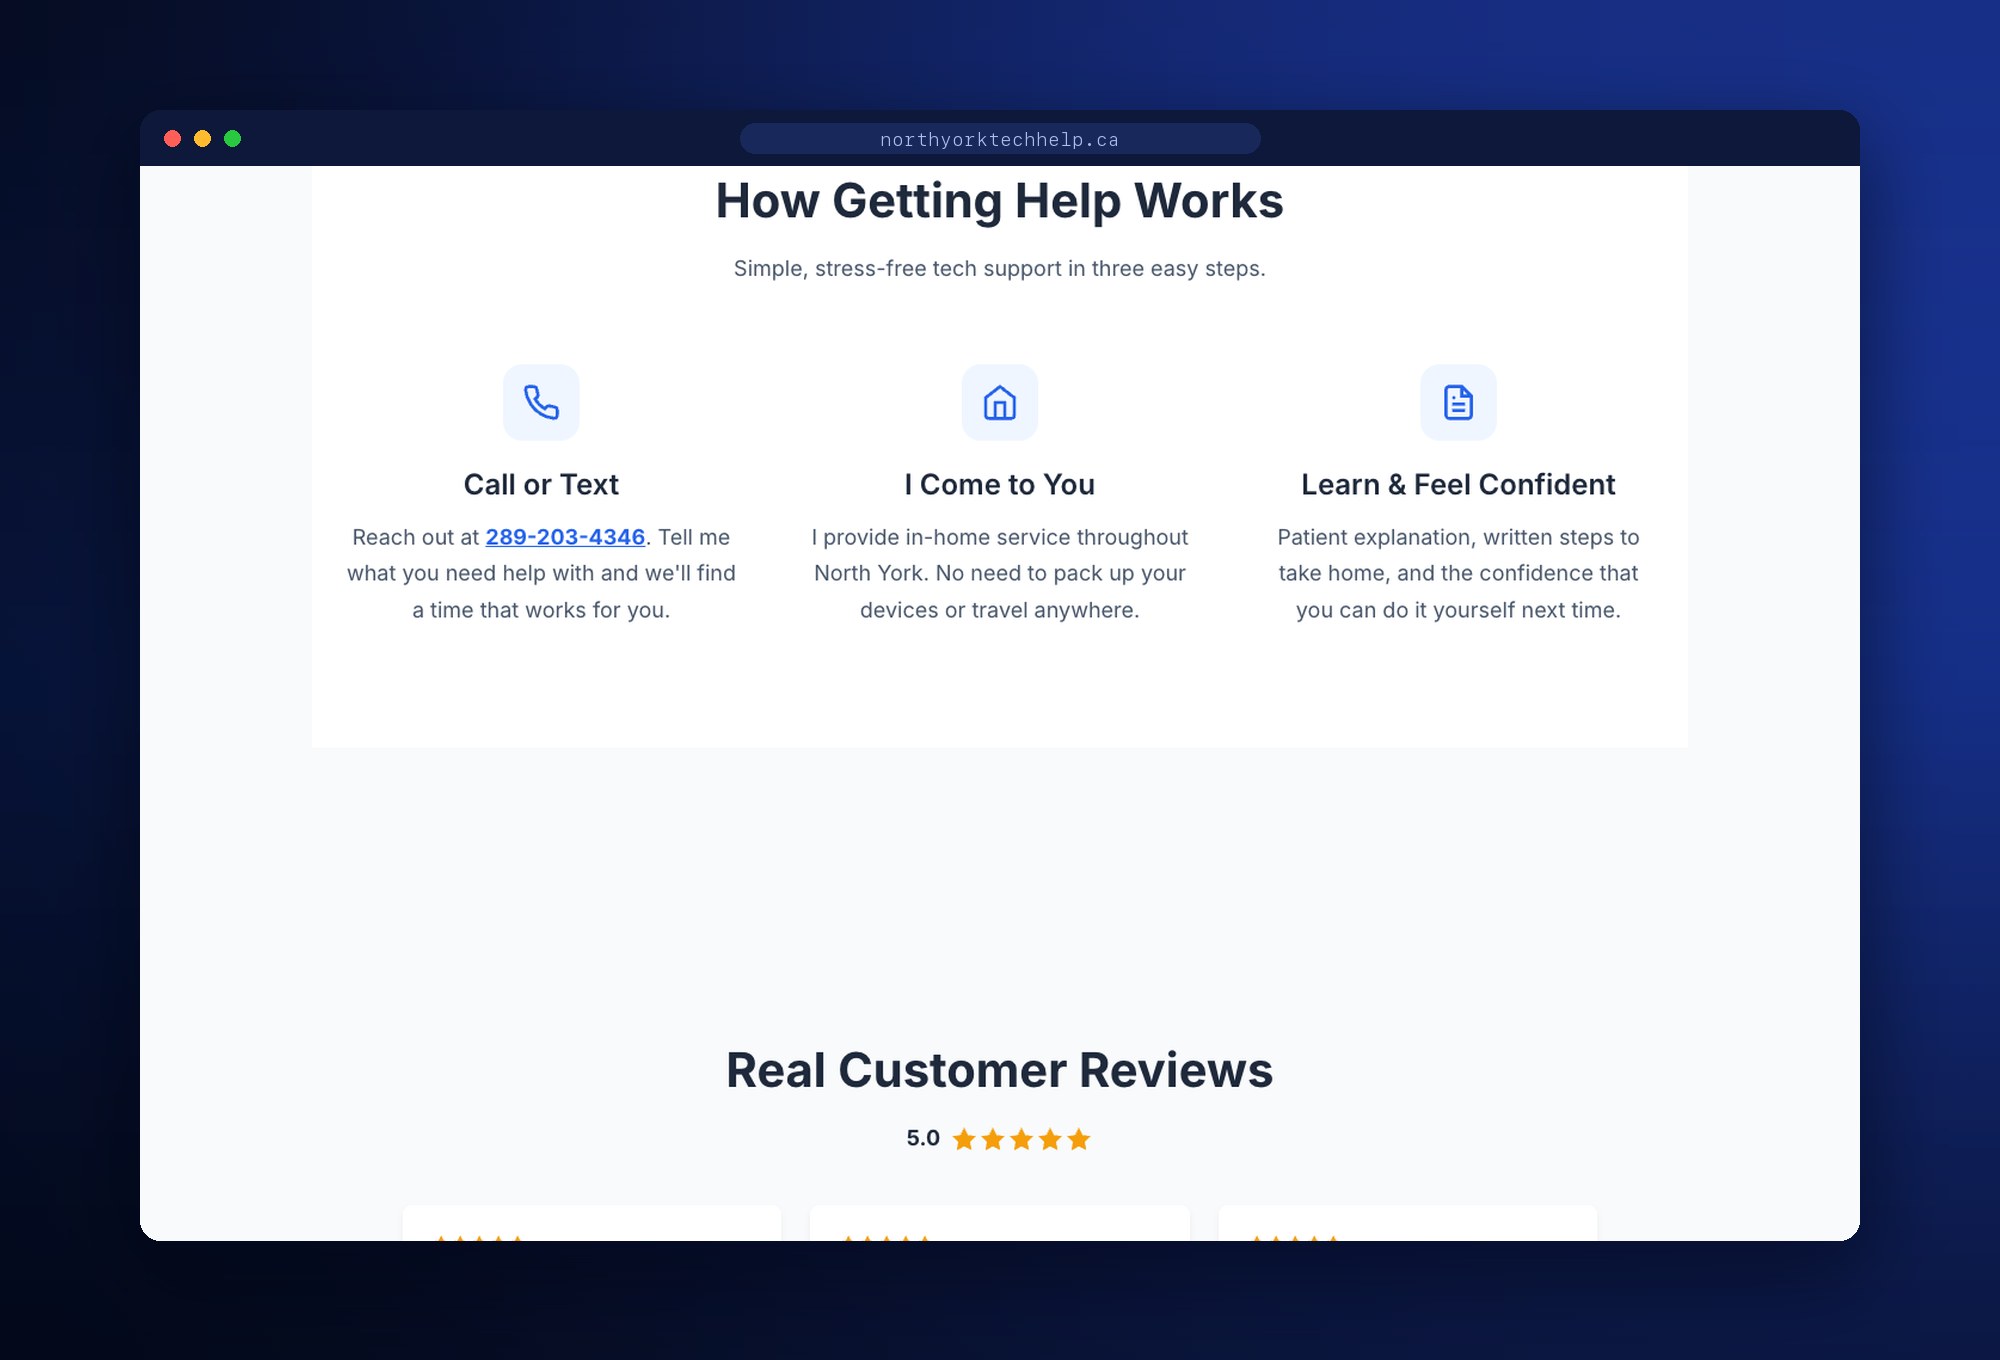 northyorktechhelp.ca
How Getting Help Works
Simple, stress-free tech support in three easy steps.
Call or Text
Reach out at 289-203-4346. Tell me
what you need help with and we'll find
a time that works for you.
I Come to You
I provide in-home service throughout
North York. No need to pack up your
devices or travel anywhere.
Learn & Feel Confident
Patient explanation, written steps to
take home, and the confidence that
you can do it yourself next time.
Real Customer Reviews
5.0